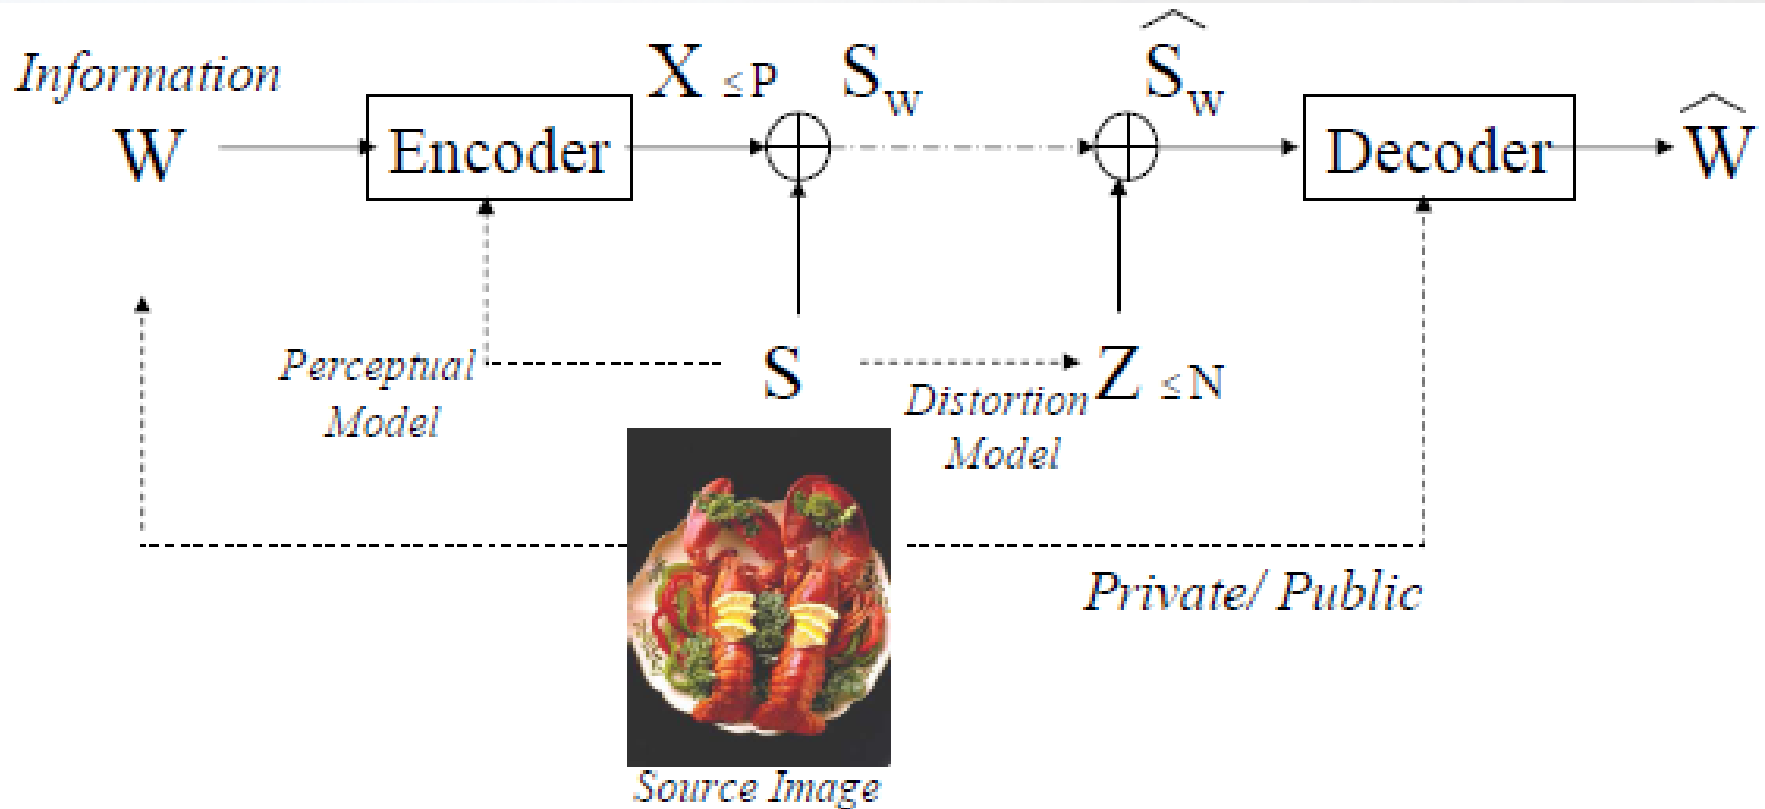 Information
W
Encoder
X ≤P
S_w
Ŝ_w
Decoder
Ŵ
Perceptual
Model
S
Distortion
Model
Z ≤N
Private/ Public
Source Image